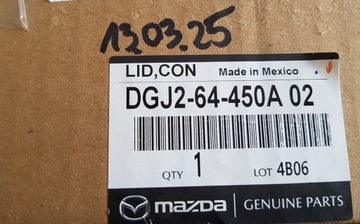 13.03.25
LID,CON Made in Mexico
DGJ2-64-450A 02
QTY 1 LOT 4B06
mazda GENUINE PARTS